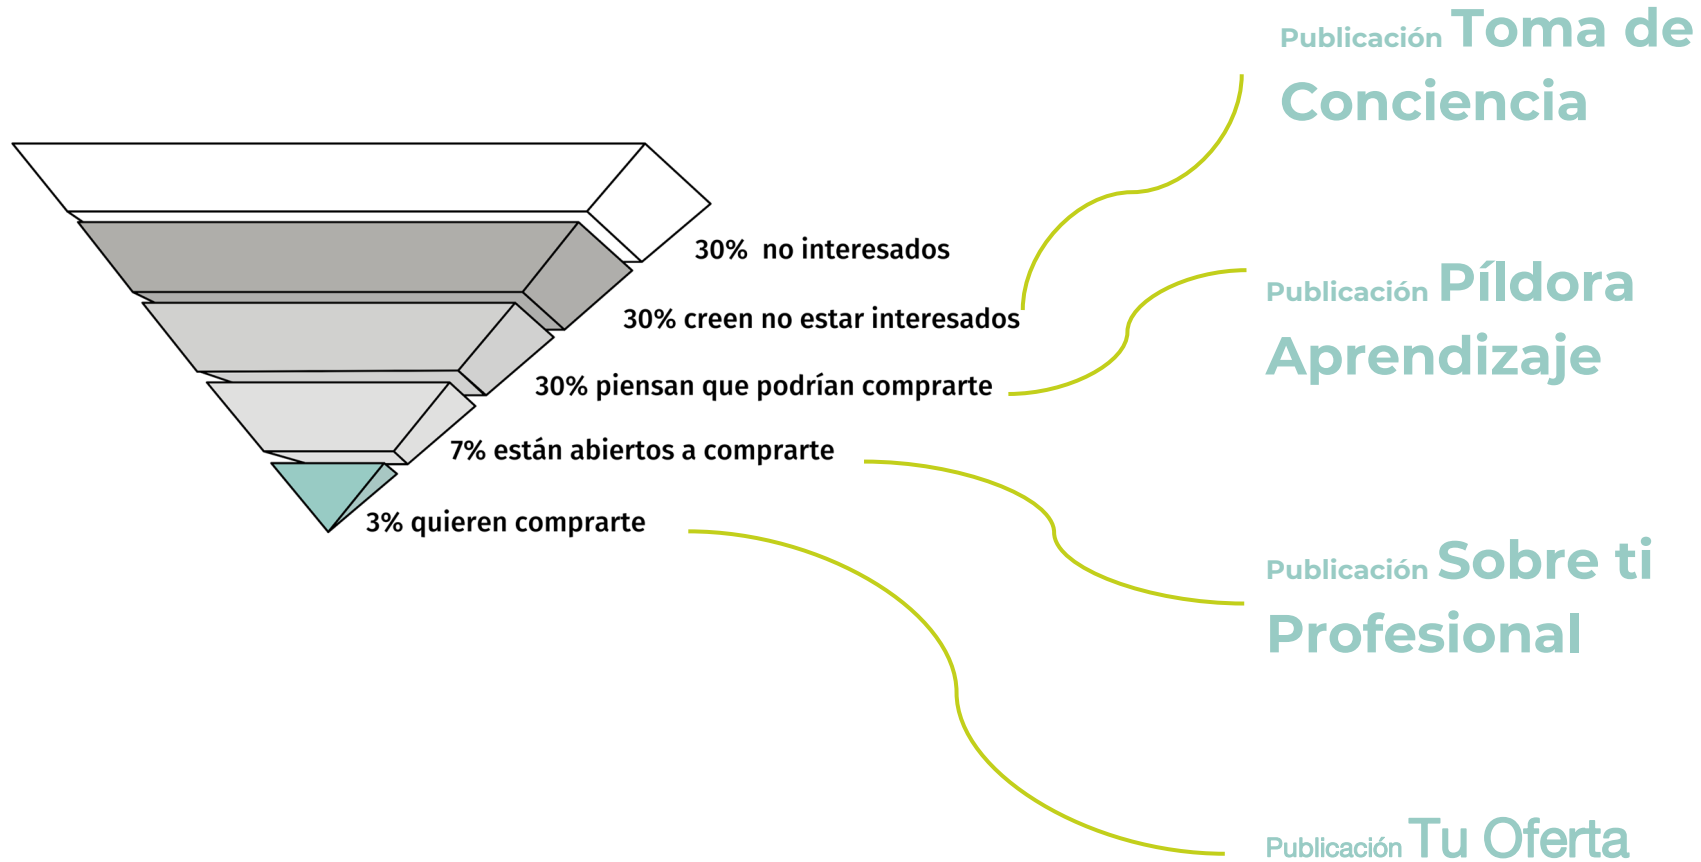 Publicación Toma de
Conciencia
30% no interesados
30% creen no estar interesados
Publicación Píldora
Aprendizaje
30% piensan que podrían comprarte
7% están abiertos a comprarte
3% quieren comprarte
Publicación Sobre ti
Profesional
Publicación Tu Oferta